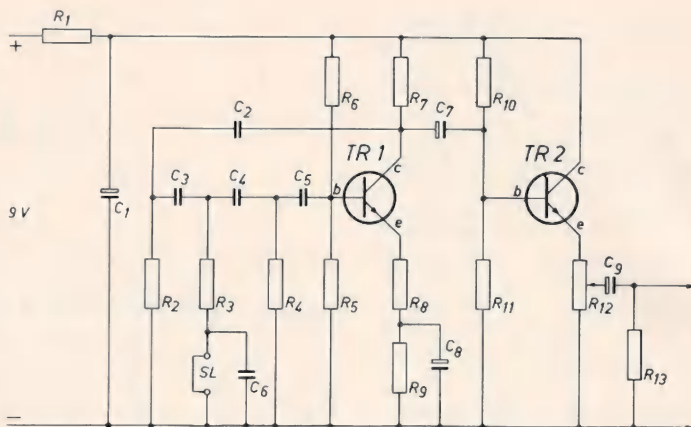 R1
+
R6
R7
R10
C2
C7
TR 1
TR 2
c
c
C3
C4
C5
b
b
e
e
9 V
C1
C9
R2
R3
R4
R5
R8
R11
R12
C8
SL
C6
R9
R13
−